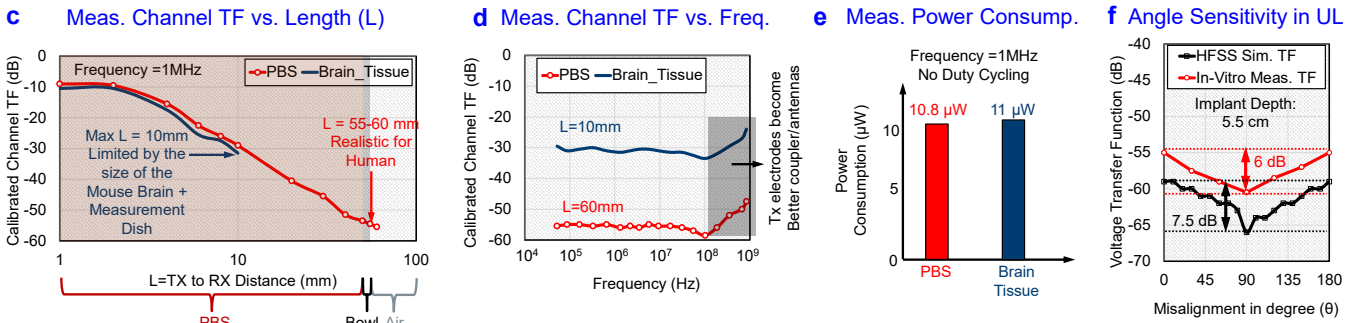 c Meas. Channel TF vs. Length (L)
Calibrated Channel TF (dB)
0
-10
-20
-30
-40
-50
-60
Frequency =1MHz
PBS
Brain_Tissue
Max L = 10mm
Limited by the
size of the
Mouse Brain +
Measurement
Dish
L = 55-60 mm
Realistic for
Human
1
10
100
L=TX to RX Distance (mm)
PBS
Bowl
Air
d Meas. Channel TF vs. Freq.
Calibrated Channel TF (dB)
0
-10
-20
-30
-40
-50
-60
PBS
Brain_Tissue
L=10mm
L=60mm
10⁴
10⁵
10⁶
10⁷
10⁸
10⁹
Frequency (Hz)
Tx electrodes become
Better coupler/antennas
e Meas. Power Consump.
Frequency =1MHz
No Duty Cycling
Power
Consumption (µW)
10
5
0
10.8 µW
11 µW
PBS
Brain
Tissue
f Angle Sensitivity in UL
Voltage Transfer Function (dB)
-40
-45
-50
-55
-60
-65
-70
HFSS Sim. TF
In-Vitro Meas. TF
Implant Depth:
5.5 cm
6 dB
7.5 dB
0
45
90
135
180
Misalignment in degree (θ)